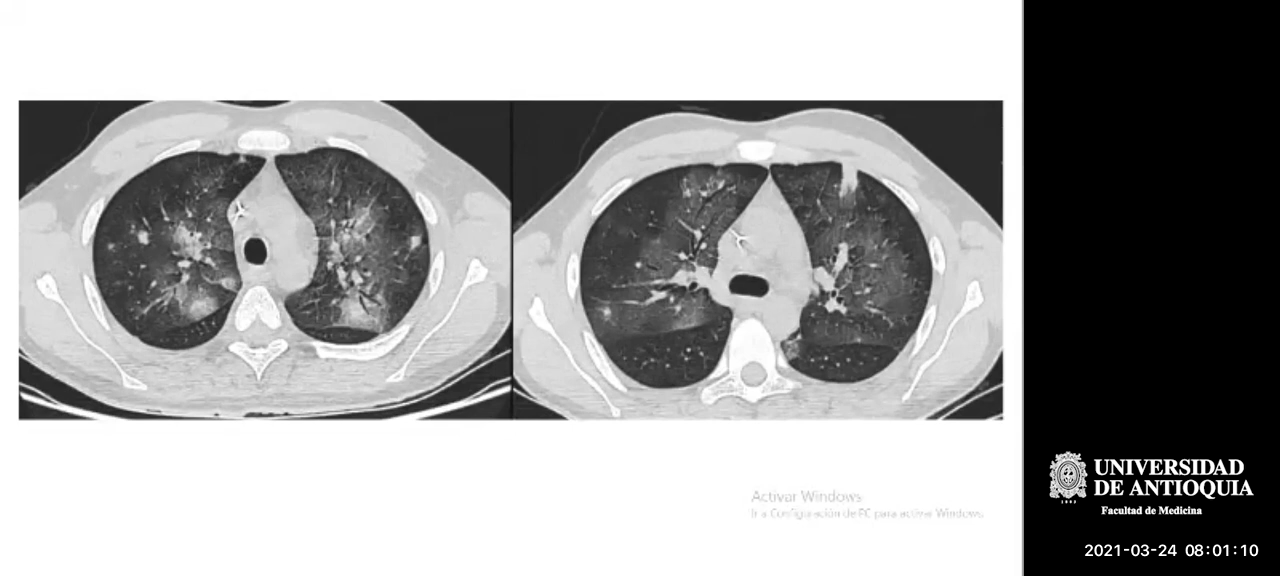 Activar Windows
Ir a Configuración de PC para activar Windows.
UNIVERSIDAD
DE ANTIOQUIA
1803
Facultad de Medicina
2021-03-24 08:01:10